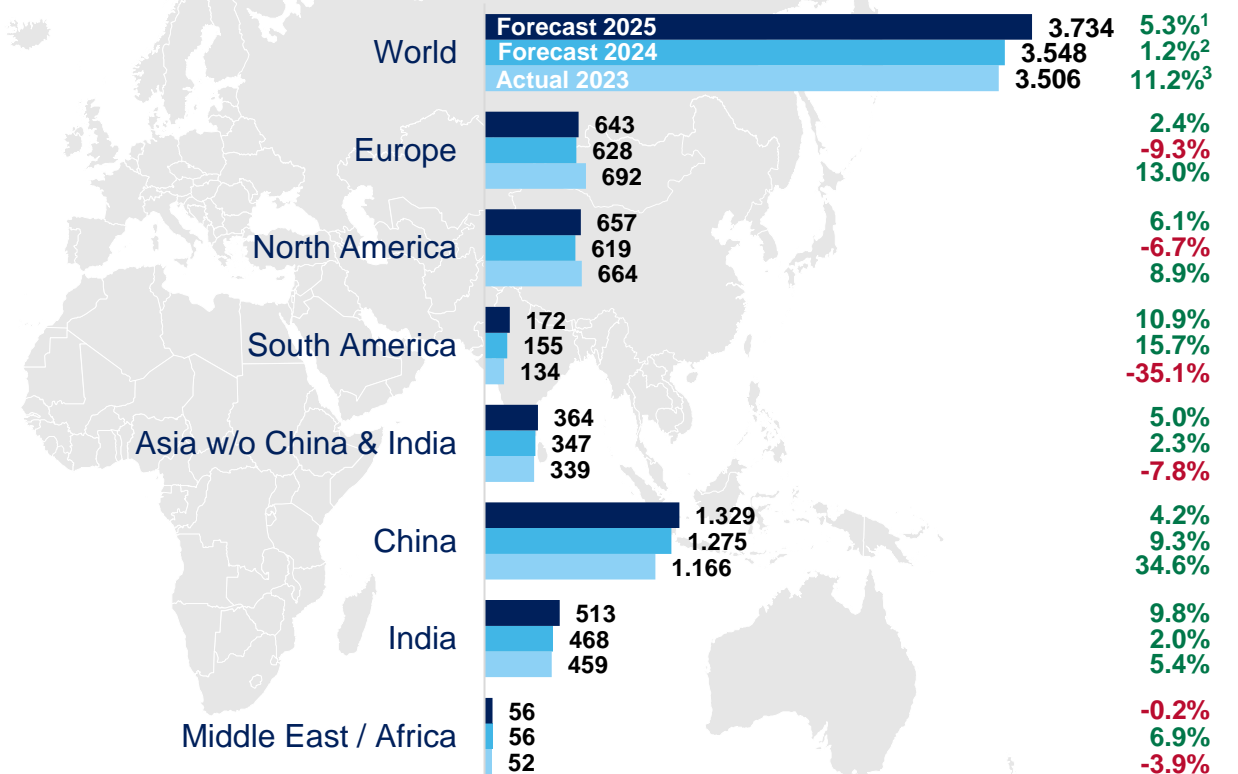 Forecast 2025 3.734 5.3%¹
World Forecast 2024 3.548 1.2%²
Actual 2023 3.506 11.2%³
643 2.4%
Europe 628 -9.3%
692 13.0%
657 6.1%
North America 619 -6.7%
664 8.9%
172 10.9%
South America 155 15.7%
134 -35.1%
364 5.0%
Asia w/o China & India 347 2.3%
339 -7.8%
1.329 4.2%
China 1.275 9.3%
1.166 34.6%
513 9.8%
India 468 2.0%
459 5.4%
56 -0.2%
Middle East / Africa 56 6.9%
52 -3.9%